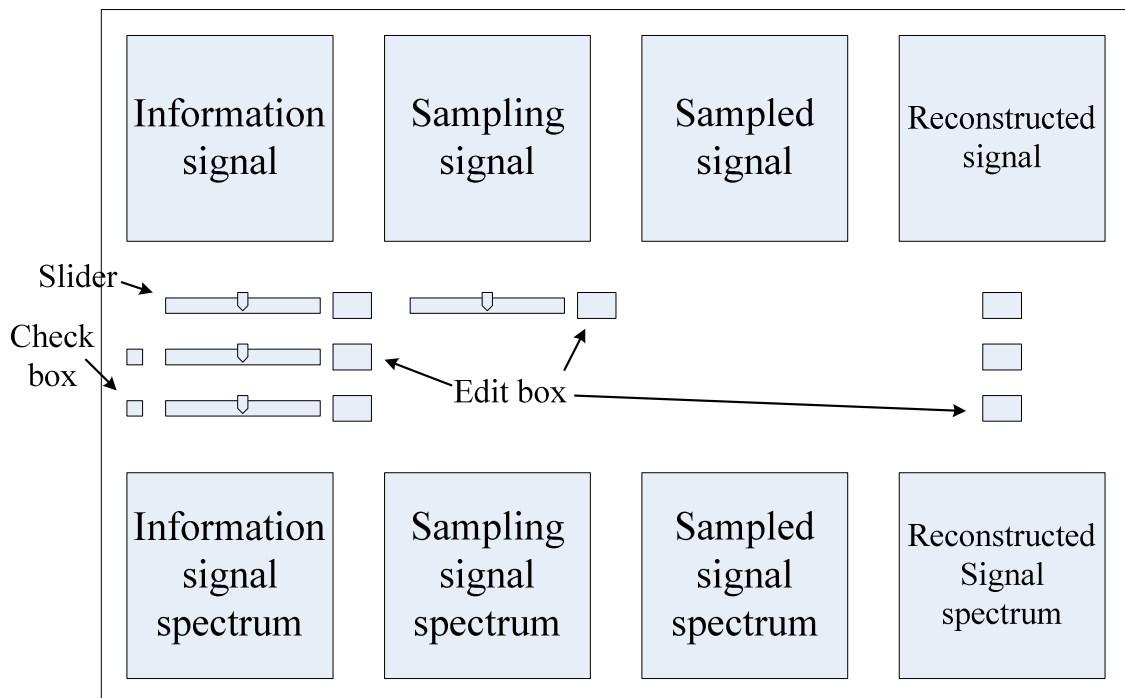 Information
signal
Sampling
signal
Sampled
signal
Reconstructed
signal
Slider
Check
box
Edit box
Information
signal
spectrum
Sampling
signal
spectrum
Sampled
signal
spectrum
Reconstructed
Signal
spectrum